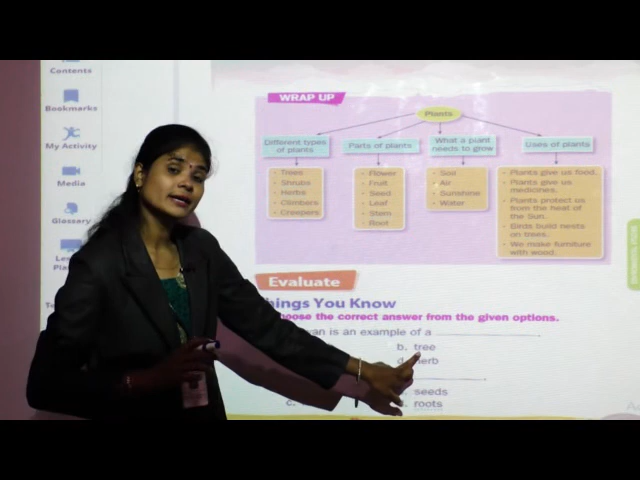 Contents
Bookmarks
My Activity
Media
Glossary
WRAP UP
Plants
Different types of plants
Trees
Shrubs
Herbs
Climbers
Creepers
Parts of plants
Flower
Fruit
Seed
Leaf
Stem
Root
What a plant needs to grow
Soil
Air
Sunshine
Water
Uses of plants
Plants give us food.
Plants give us medicines.
Plants protect us from the heat of the Sun.
Birds build nests on trees.
We make furniture with wood.
Evaluate
Things You Know
the correct answer from the given options.
is an example of a
b. tree
d. herb
seeds
roots